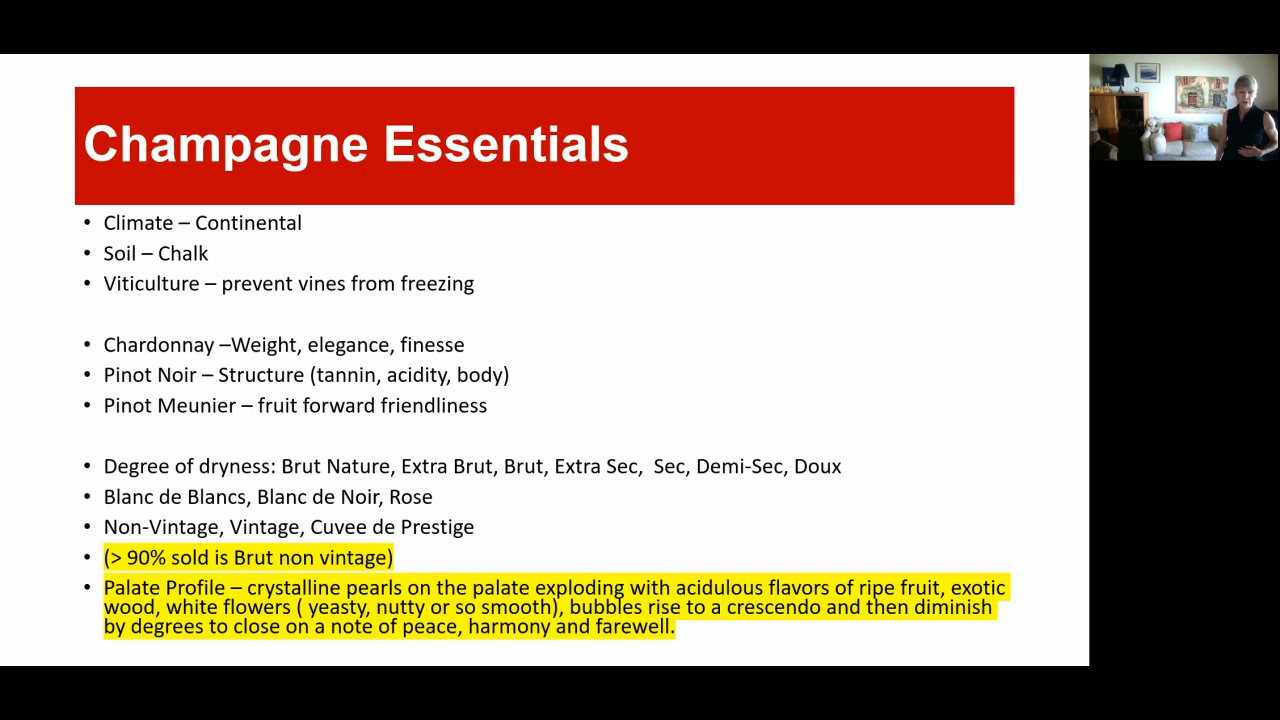 Champagne Essentials
• Climate – Continental
• Soil – Chalk
• Viticulture – prevent vines from freezing
• Chardonnay –Weight, elegance, finesse
• Pinot Noir – Structure (tannin, acidity, body)
• Pinot Meunier – fruit forward friendliness
• Degree of dryness: Brut Nature, Extra Brut, Brut, Extra Sec,  Sec, Demi-Sec, Doux
• Blanc de Blancs, Blanc de Noir, Rose
• Non-Vintage, Vintage, Cuvee de Prestige
• (> 90% sold is Brut non vintage)
• Palate Profile – crystalline pearls on the palate exploding with acidulous flavors of ripe fruit, exotic
wood, white flowers ( yeasty, nutty or so smooth), bubbles rise to a crescendo and then diminish
by degrees to close on a note of peace, harmony and farewell.